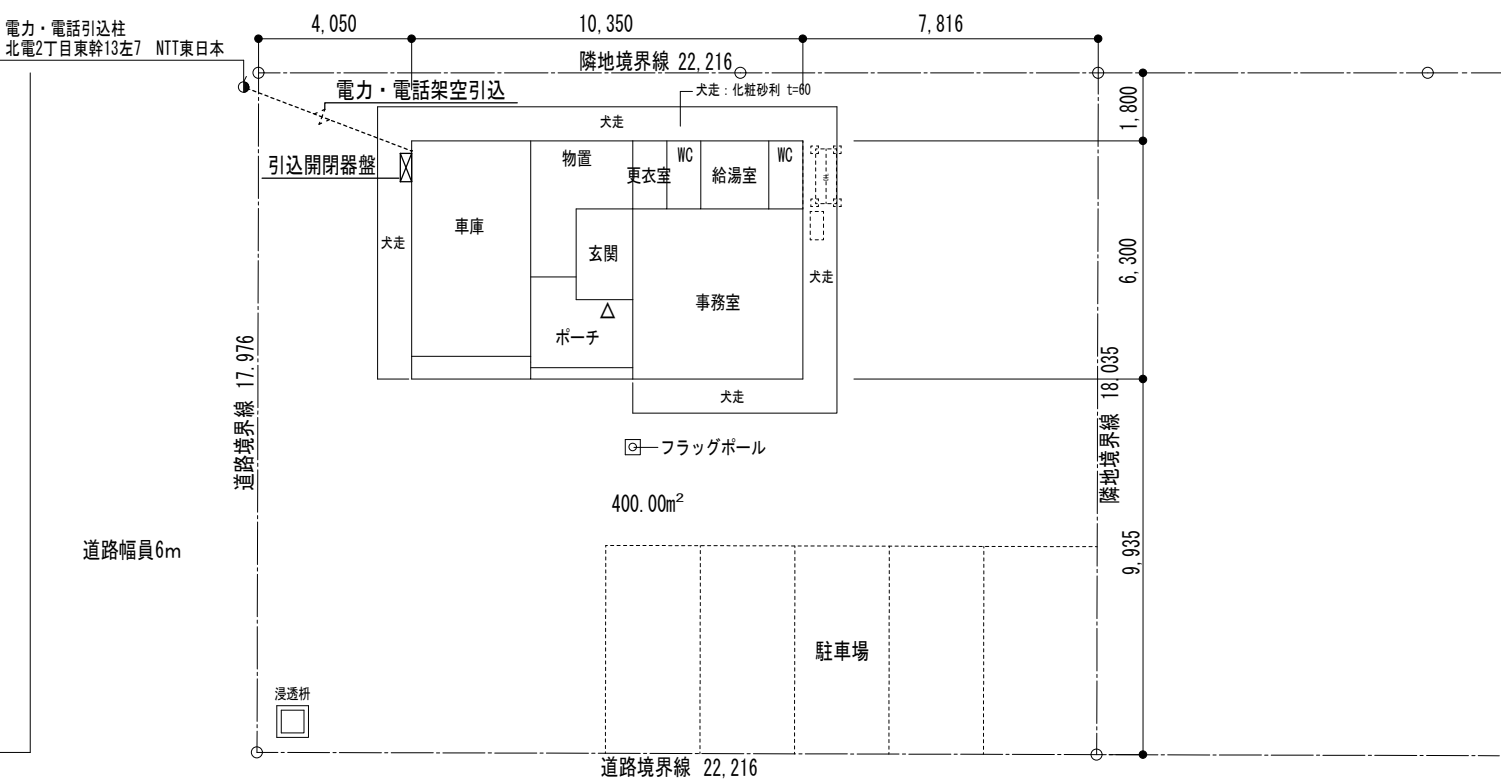 電力・電話引込柱
北電2丁目東幹13左7 NTT東日本
4,050
10,350
7,816
隣地境界線 22,216
電力・電話架空引込
犬走：化粧砂利 t=60
犬走
1,800
引込開閉器盤
物置
更衣室
WC
給湯室
WC
車庫
犬走
玄関
事務室
犬走
6,300
ポーチ
犬走
道路境界線 17.976
隣地境界線 18.035
フラッグポール
400.00m²
道路幅員6m
9,935
駐車場
浸透枡
道路境界線 22,216